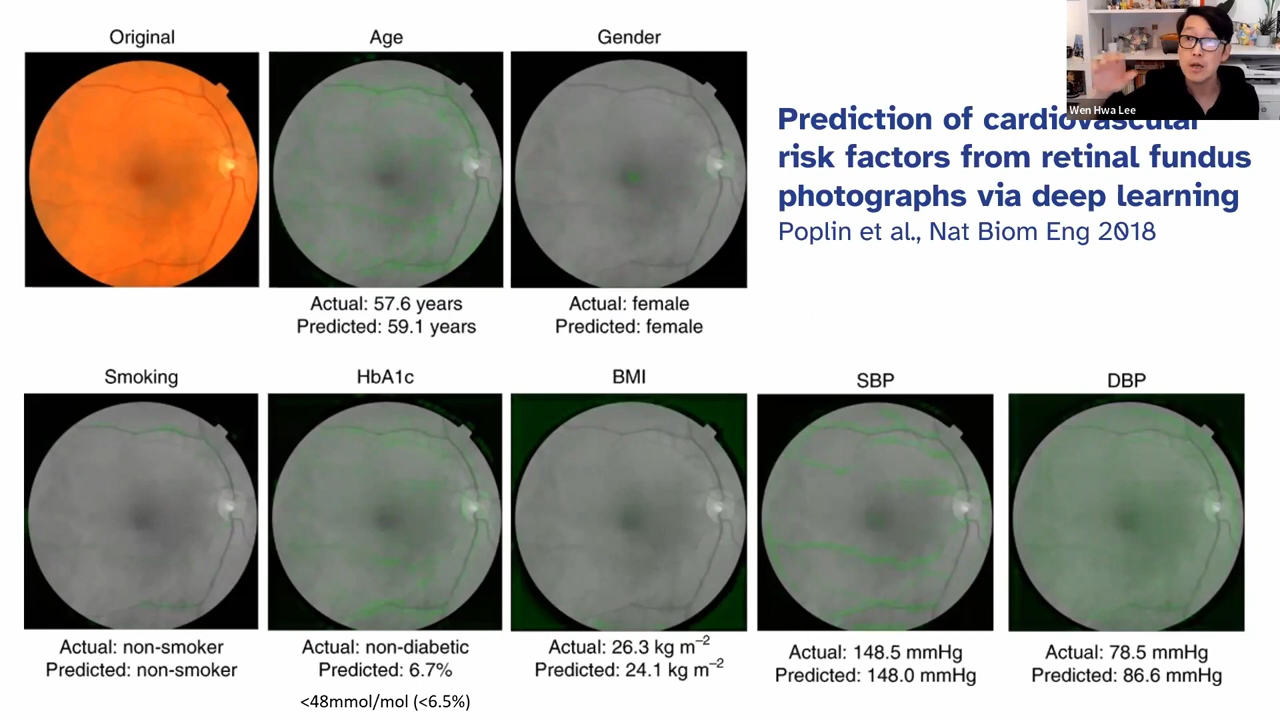 Original
Age
Gender
Wen Hwa Lee
Prediction of cardiovascular
risk factors from retinal fundus
photographs via deep learning
Poplin et al., Nat Biom Eng 2018
Actual: 57.6 years
Predicted: 59.1 years
Actual: female
Predicted: female
Smoking
HbA1c
BMI
SBP
DBP
Actual: non-smoker
Predicted: non-smoker
Actual: non-diabetic
Predicted: 6.7%
<48mmol/mol (<6.5%)
Actual: 26.3 kg m⁻²
Predicted: 24.1 kg m⁻²
Actual: 148.5 mmHg
Predicted: 148.0 mmHg
Actual: 78.5 mmHg
Predicted: 86.6 mmHg